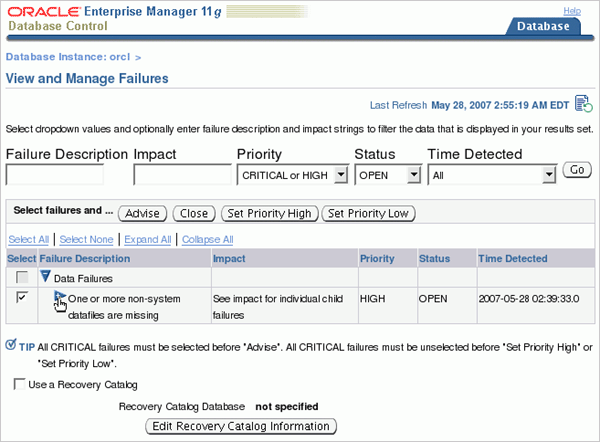 ORACLE Enterprise Manager 11g
Database Control
Help
Database
Database Instance: orcl >
View and Manage Failures
Last Refresh May 28, 2007 2:55:19 AM EDT
Select dropdown values and optionally enter failure description and impact strings to filter the data that is displayed in your results set.
Failure Description Impact Priority Status Time Detected
CRITICAL or HIGH OPEN All Go
Select failures and ... Advise Close Set Priority High Set Priority Low
Select All | Select None | Expand All | Collapse All
Select Failure Description Impact Priority Status Time Detected
Data Failures
One or more non-system See impact for individual child HIGH OPEN 2007-05-28 02:39:33.0
datafiles are missing failures
TIP All CRITICAL failures must be selected before "Advise". All CRITICAL failures must be unselected before "Set Priority High" or
"Set Priority Low".
Use a Recovery Catalog
Recovery Catalog Database not specified
Edit Recovery Catalog Information